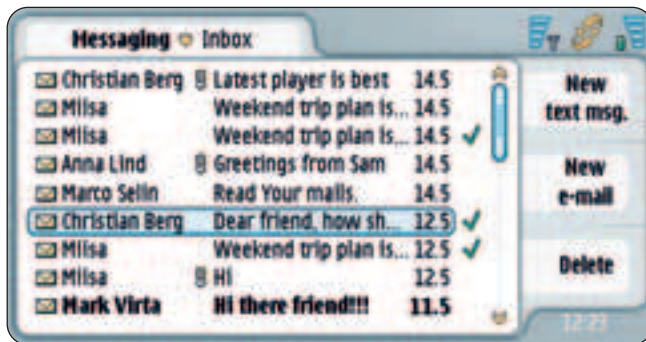 Messaging Inbox
Christian Berg Latest player is best 14.5
Miisa Weekend trip plan is... 14.5
Miisa Weekend trip plan is... 14.5
Anna Lind Greetings from Sam 14.5
Marco Selin Read Your mails. 14.5
Christian Berg Dear friend, how sh... 12.5
Miisa Weekend trip plan is... 12.5
Miisa Hi 12.5
Mark Virta Hi there friend!!! 11.5
New
text msg.
New
e-mail
Delete
12:23